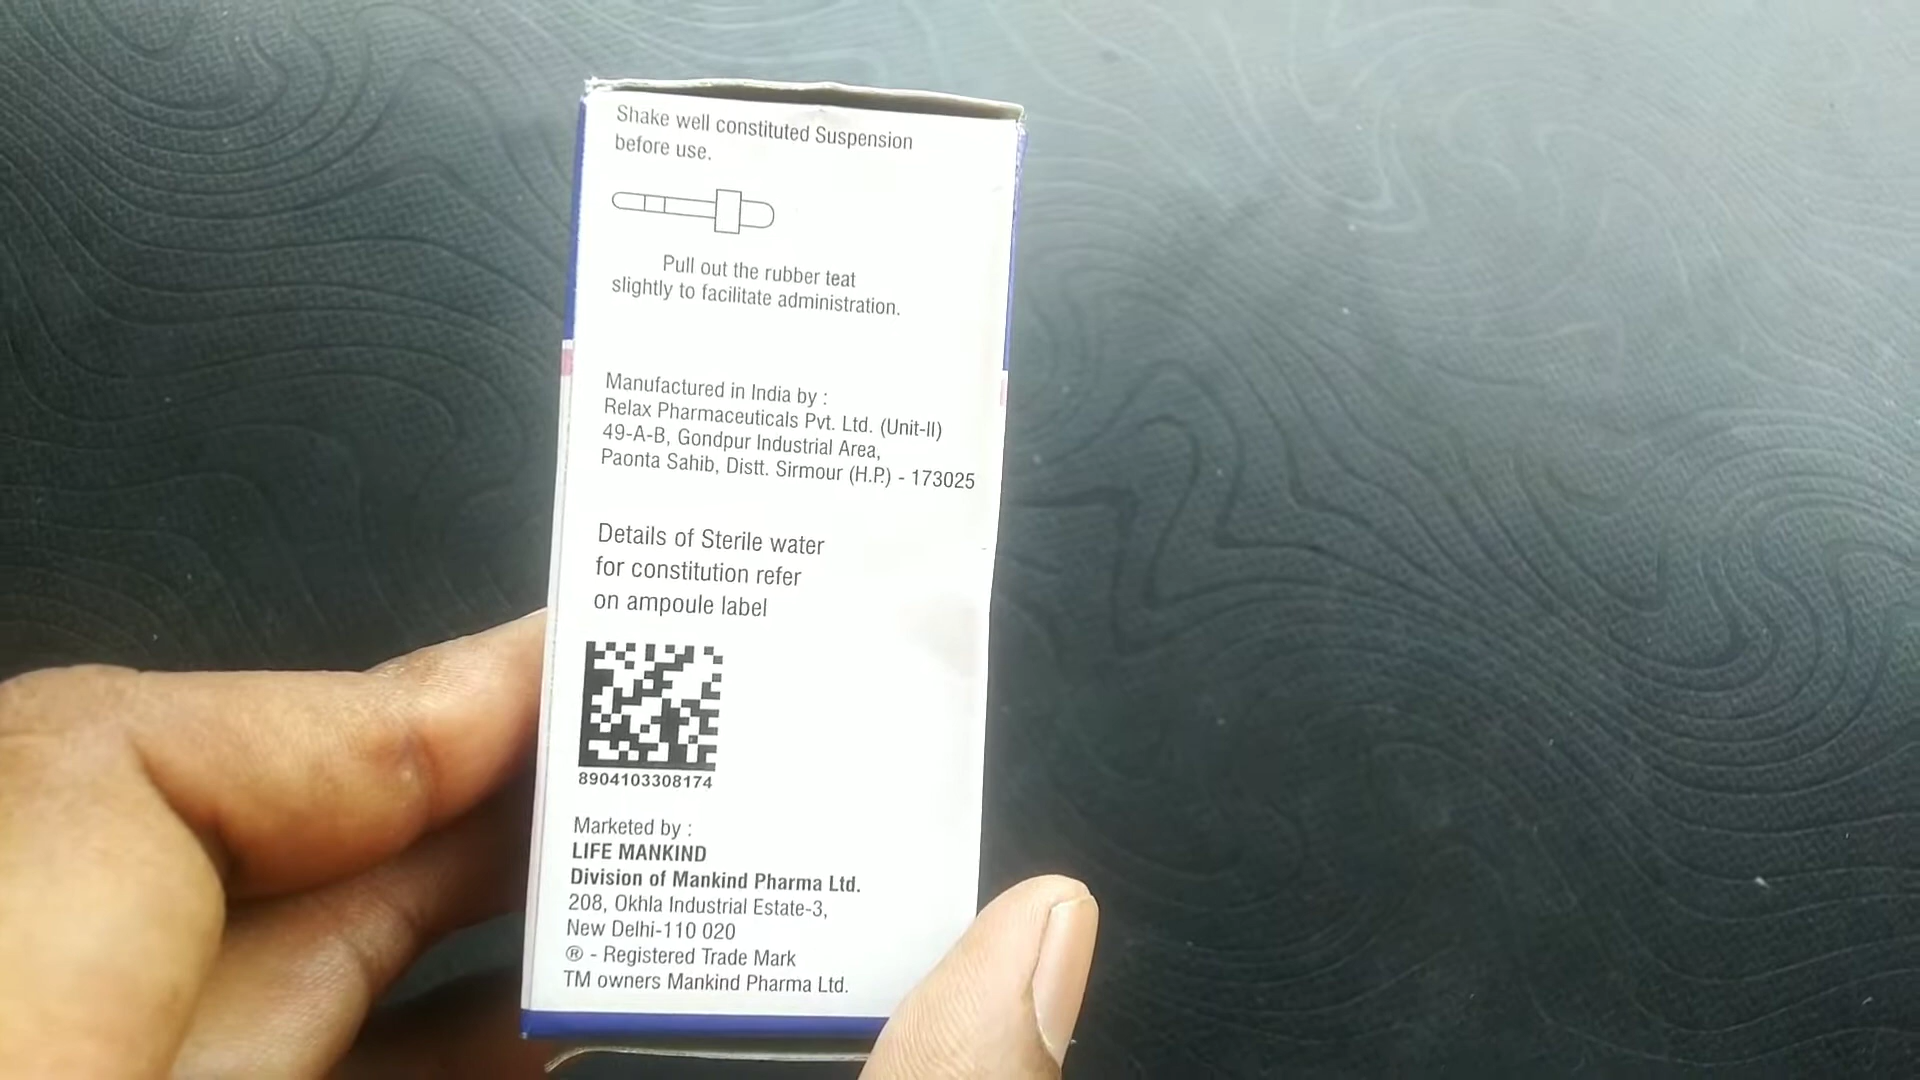 Shake well constituted Suspension
before use.
Pull out the rubber teat
slightly to facilitate administration.
Manufactured in India by :
Relax Pharmaceuticals Pvt. Ltd. (Unit-II)
49-A-B, Gondpur Industrial Area,
Paonta Sahib, Distt. Sirmour (H.P.) - 173025
Details of Sterile water
for constitution refer
on ampoule label
8904103308174
Marketed by :
LIFE MANKIND
Division of Mankind Pharma Ltd.
208, Okhla Industrial Estate-3,
New Delhi-110 020
® - Registered Trade Mark
TM owners Mankind Pharma Ltd.